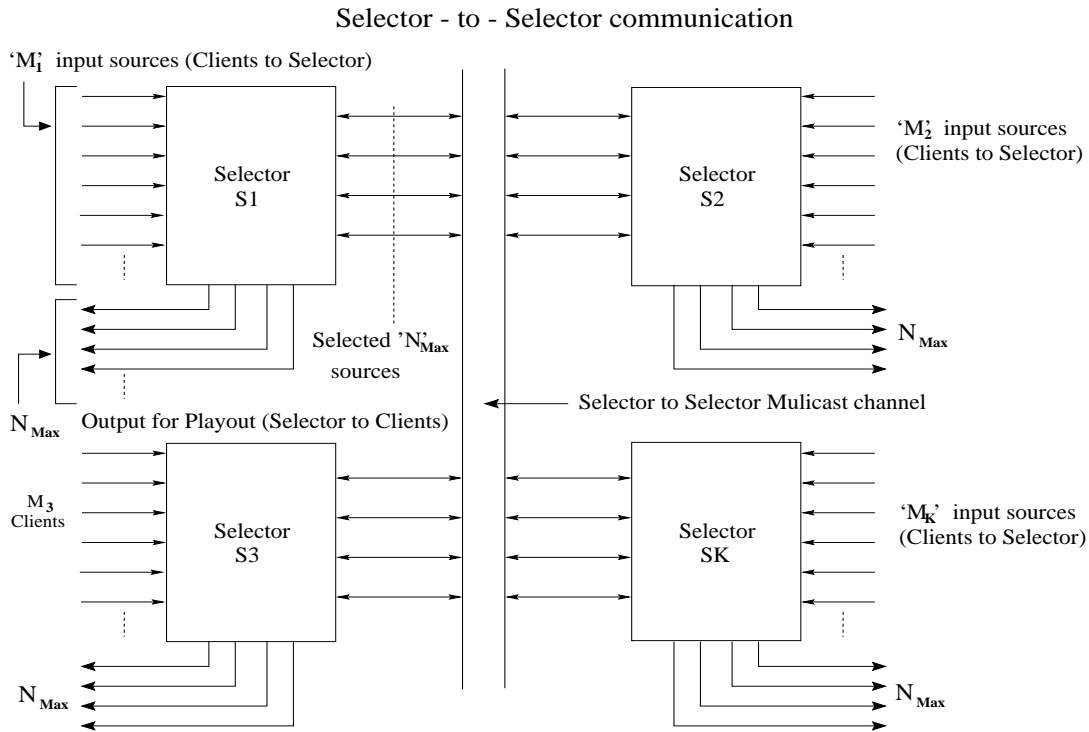 Selector - to - Selector communication
'M1' input sources (Clients to Selector)
Selector
S1
Selector
S2
'M2' input sources
(Clients to Selector)
Selected 'NMax'
sources
NMax
NMax
Output for Playout (Selector to Clients)
Selector to Selector Mulicast channel
M3
Clients
Selector
S3
Selector
SK
'MK' input sources
(Clients to Selector)
NMax
NMax